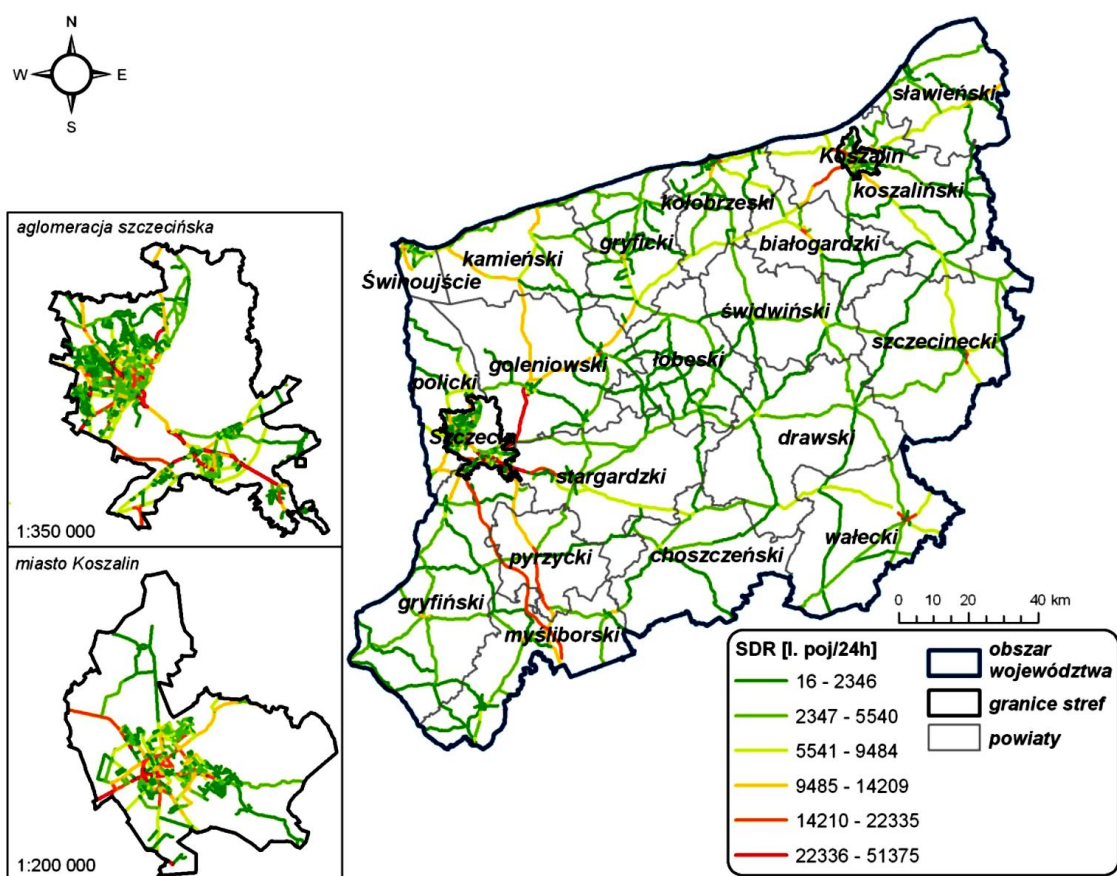 N
W
E
S
aglomeracja szczecińska
1:350 000
miasto Koszalin
1:200 000
sławieński
Koszalin
koszaliński
kołobrzeski
gryficki
białogardzki
kamieński
Świnoujście
świdwiński
szczecinecki
goleniowski
łobeski
policki
Szczecin
drawski
stargardzki
wałecki
pyrzycki
choszczeński
gryfiński
myśliborski
0 10 20 40 km
SDR [l. poj/24h]
16 - 2346
2347 - 5540
5541 - 9484
9485 - 14209
14210 - 22335
22336 - 51375
obszar
województwa
granice stref
powiaty